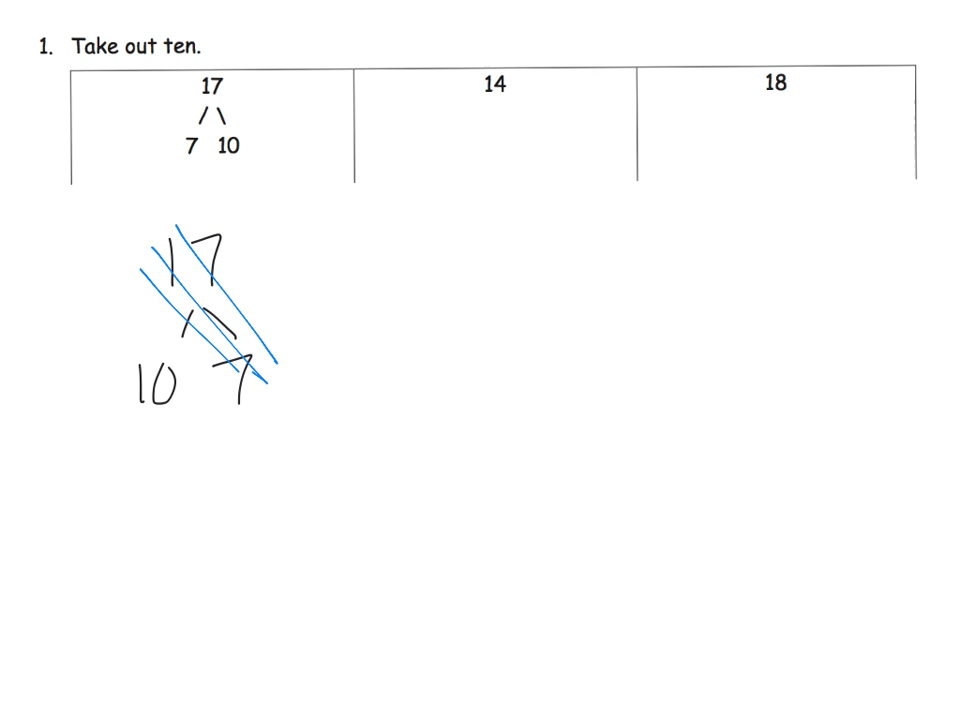 1. Take out ten.
17 14 18
/ \
7 10
17
/ \
10 7